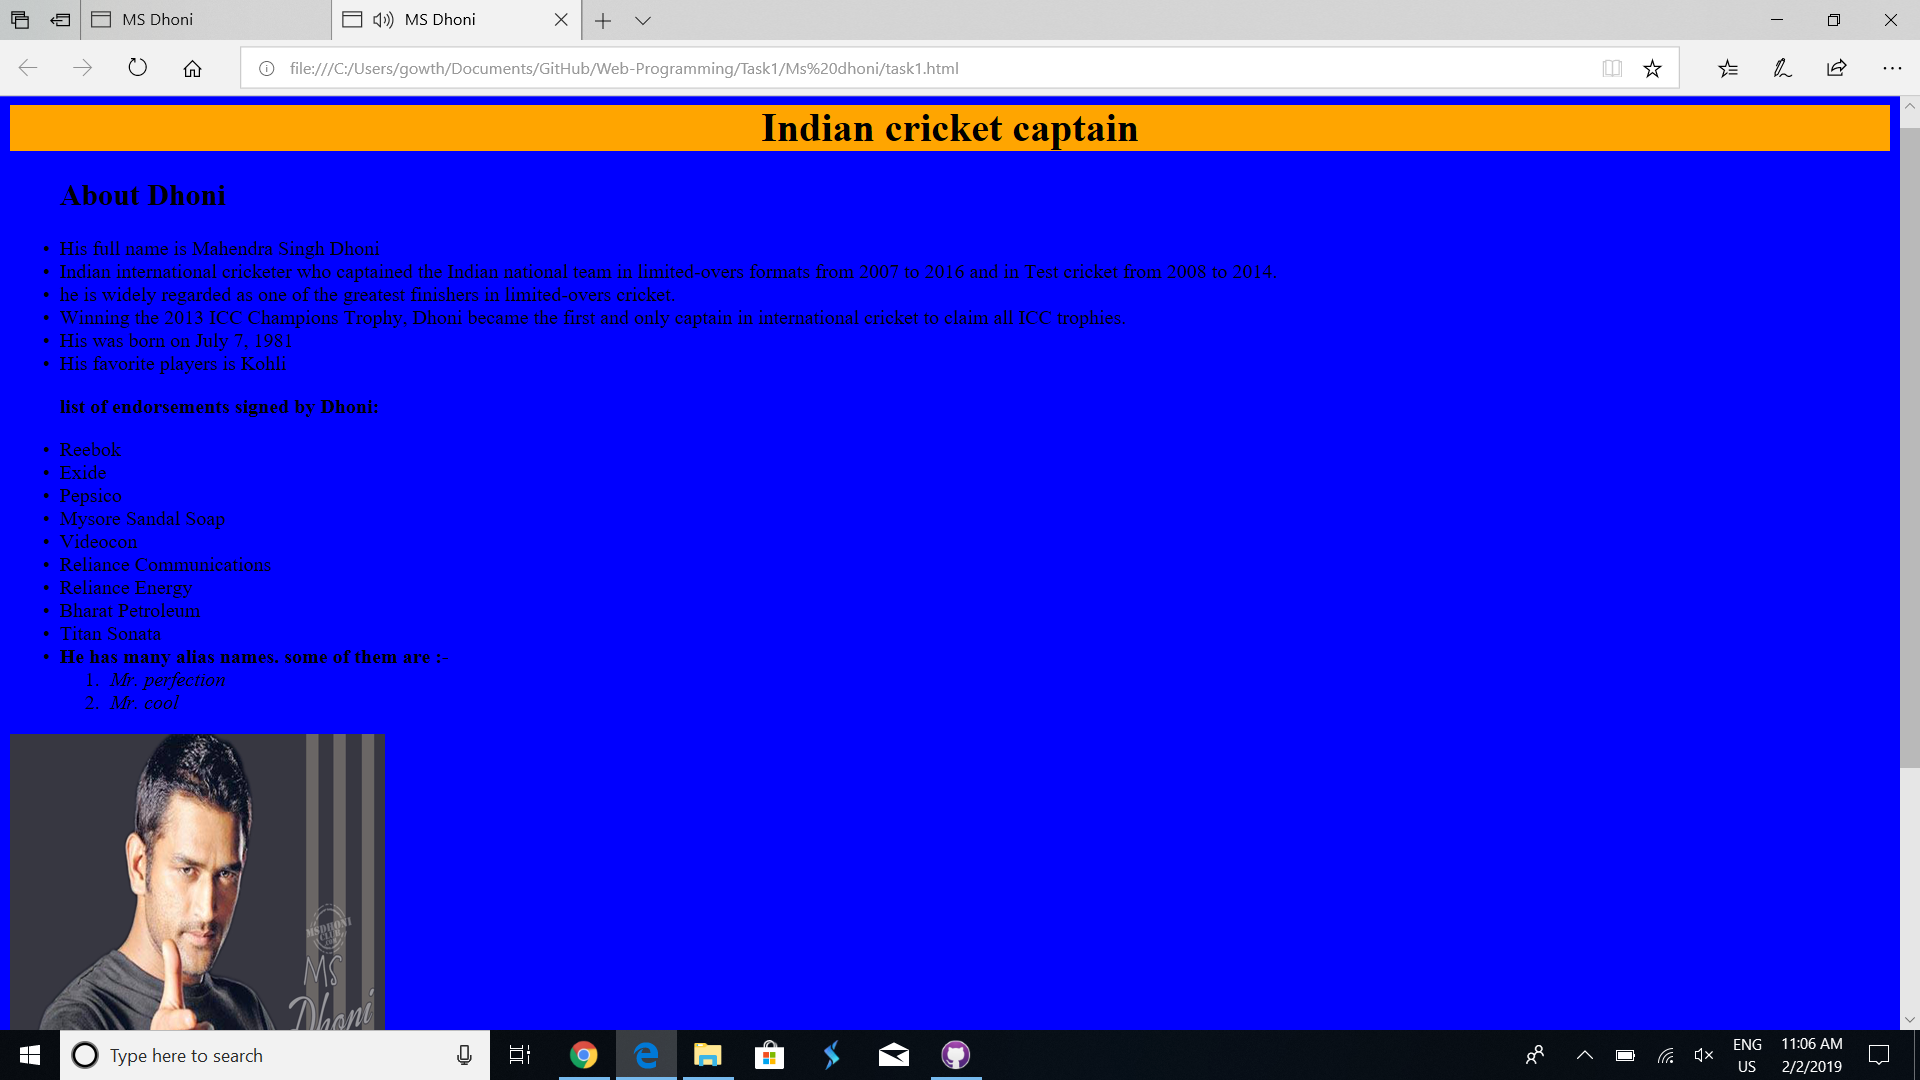 MS Dhoni
MS Dhoni
file:///C:/Users/gowth/Documents/GitHub/Web-Programming/Task1/Ms%20dhoni/task1.html
Indian cricket captain
About Dhoni
• His full name is Mahendra Singh Dhoni
• Indian international cricketer who captained the Indian national team in limited-overs formats from 2007 to 2016 and in Test cricket from 2008 to 2014.
• he is widely regarded as one of the greatest finishers in limited-overs cricket.
• Winning the 2013 ICC Champions Trophy, Dhoni became the first and only captain in international cricket to claim all ICC trophies.
• His was born on July 7, 1981
• His favorite players is Kohli
list of endorsements signed by Dhoni:
• Reebok
• Exide
• Pepsico
• Mysore Sandal Soap
• Videocon
• Reliance Communications
• Reliance Energy
• Bharat Petroleum
• Titan Sonata
• He has many alias names. some of them are :-
1. Mr. perfection
2. Mr. cool
MSDHONI
CLUB
MS
Dhoni
Type here to search
ENG
US
11:06 AM
2/2/2019